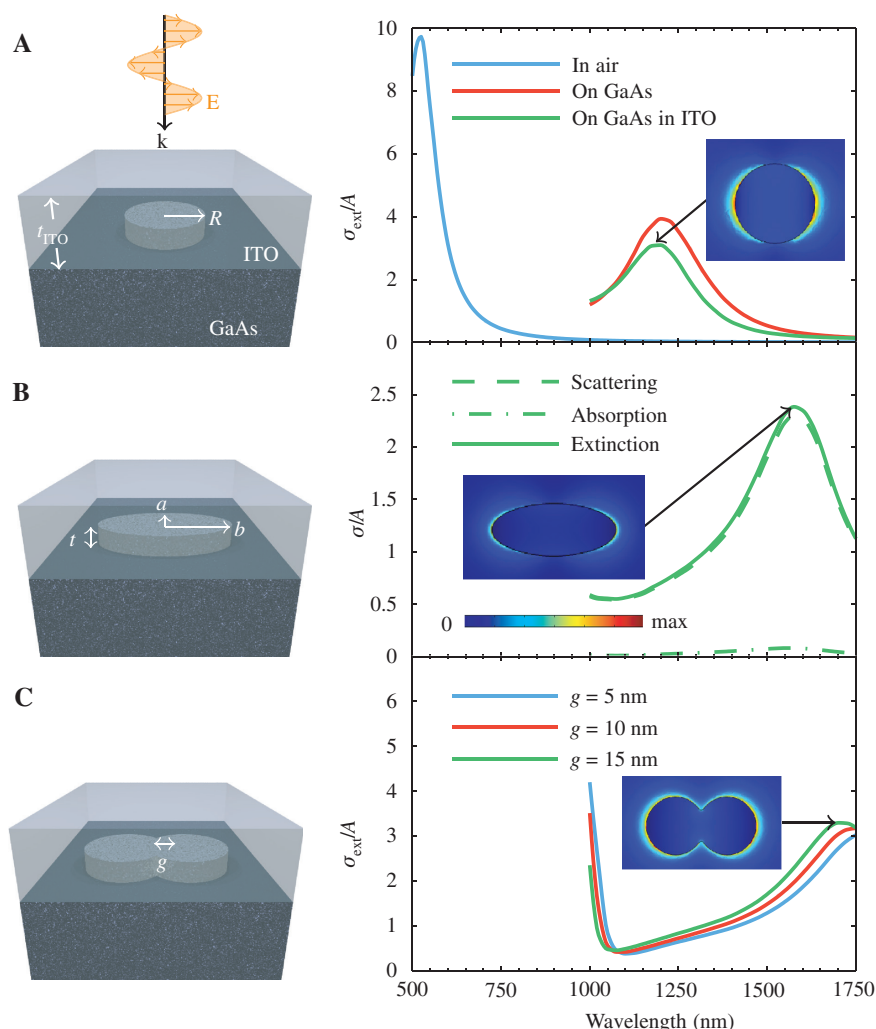 A
E
k
R
t_ITO
ITO
GaAs
10
8
6
4
2
0
σ_ext/A
In air
On GaAs
On GaAs in ITO
B
a
b
t
2.5
2
1.5
1
0.5
0
σ/A
Scattering
Absorption
Extinction
0 max
C
g
6
5
4
3
2
1
0
σ_ext/A
g = 5 nm
g = 10 nm
g = 15 nm
500 750 1000 1250 1500 1750
Wavelength (nm)